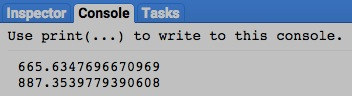 Inspector Console Tasks
Use print(...) to write to this console.
665.6347696670969
887.3539779390608